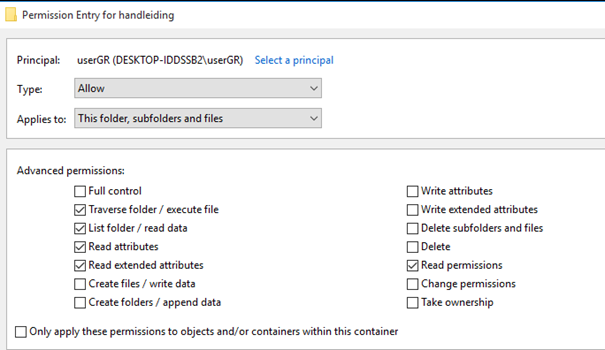 Permission Entry for handleiding
Principal: userGR (DESKTOP-IDDSSB2\userGR) Select a principal
Type: Allow
Applies to: This folder, subfolders and files
Advanced permissions:
Full control
Traverse folder / execute file
List folder / read data
Read attributes
Read extended attributes
Create files / write data
Create folders / append data
Write attributes
Write extended attributes
Delete subfolders and files
Delete
Read permissions
Change permissions
Take ownership
Only apply these permissions to objects and/or containers within this container